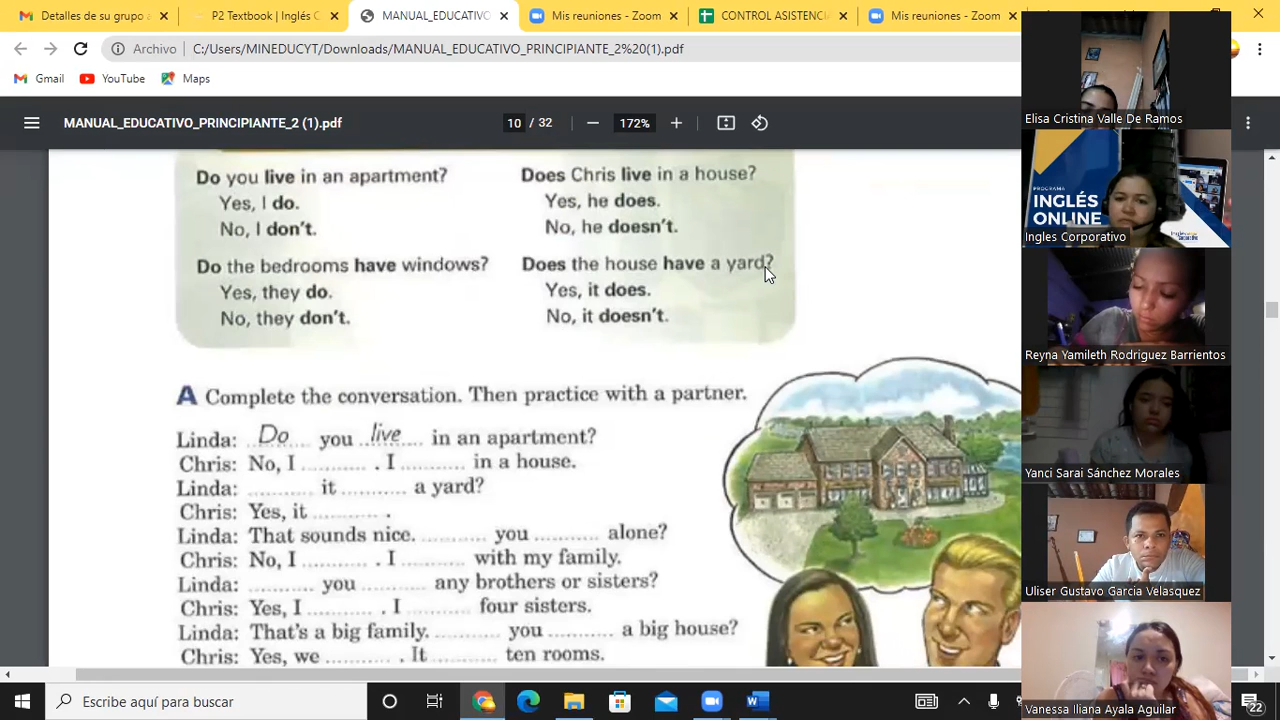 Detalles de su grupo a
P2 Textbook | Inglés C
MANUAL_EDUCATIVO
Mis reuniones - Zoom
CONTROL ASISTENCI
Mis reuniones - Zoom
Archivo C:/Users/MINEDUCYT/Downloads/MANUAL_EDUCATIVO_PRINCIPIANTE_2%20(1).pdf
Gmail YouTube Maps
MANUAL_EDUCATIVO_PRINCIPIANTE_2 (1).pdf
10 / 32
172%
Do you live in an apartment?
Yes, I do.
No, I don't.
Do the bedrooms have windows?
Yes, they do.
No, they don't.
Does Chris live in a house?
Yes, he does.
No, he doesn't.
Does the house have a yard?
Yes, it does.
No, it doesn't.
A Complete the conversation. Then practice with a partner.
Linda: Do you live in an apartment?
Chris: No, I .......... . I .......... in a house.
Linda: .......... it .......... a yard?
Chris: Yes, it .......... .
Linda: That sounds nice. .......... you .......... alone?
Chris: No, I .......... . I .......... with my family.
Linda: .......... you .......... any brothers or sisters?
Chris: Yes, I .......... . I .......... four sisters.
Linda: That's a big family. .......... you .......... a big house?
Chris: Yes, we .......... . It .......... ten rooms.
Elisa Cristina Valle De Ramos
PROGRAMA
INGLÉS
ONLINE
Ingles Corporativo
Reyna Yamileth Rodriguez Barrientos
Yanci Sarai Sánchez Morales
Uliser Gustavo Garcia Velasquez
Vanessa Iliana Ayala Aguilar
Escribe aquí para buscar
22